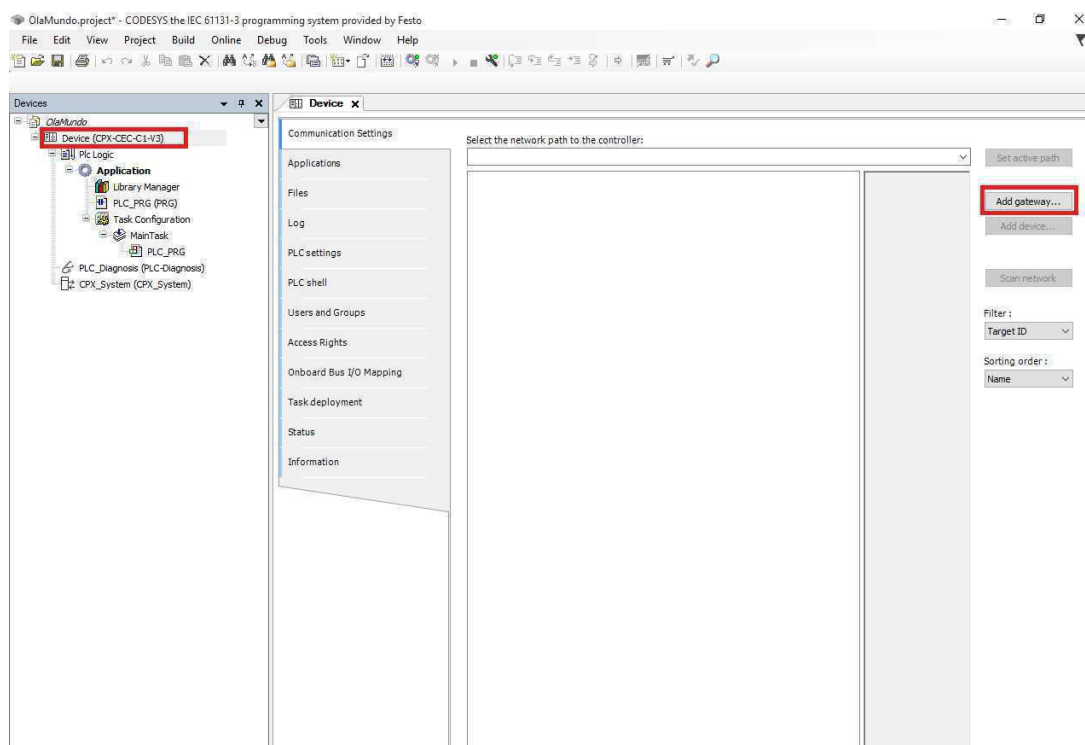 OlaMundo.project* - CODESYS the IEC 61131-3 programming system provided by Festo
File Edit View Project Build Online Debug Tools Window Help
Devices
OlaMundo
Device (CPX-CEC-C1-V3)
Plc Logic
Application
Library Manager
PLC_PRG (PRG)
Task Configuration
MainTask
PLC_PRG
PLC_Diagnosis (PLC-Diagnosis)
CPX_System (CPX_System)
Device
Communication Settings
Applications
Files
Log
PLC settings
PLC shell
Users and Groups
Access Rights
Onboard Bus I/O Mapping
Task deployment
Status
Information
Select the network path to the controller:
Set active path
Add gateway...
Add device...
Scan network
Filter :
Target ID
Sorting order :
Name